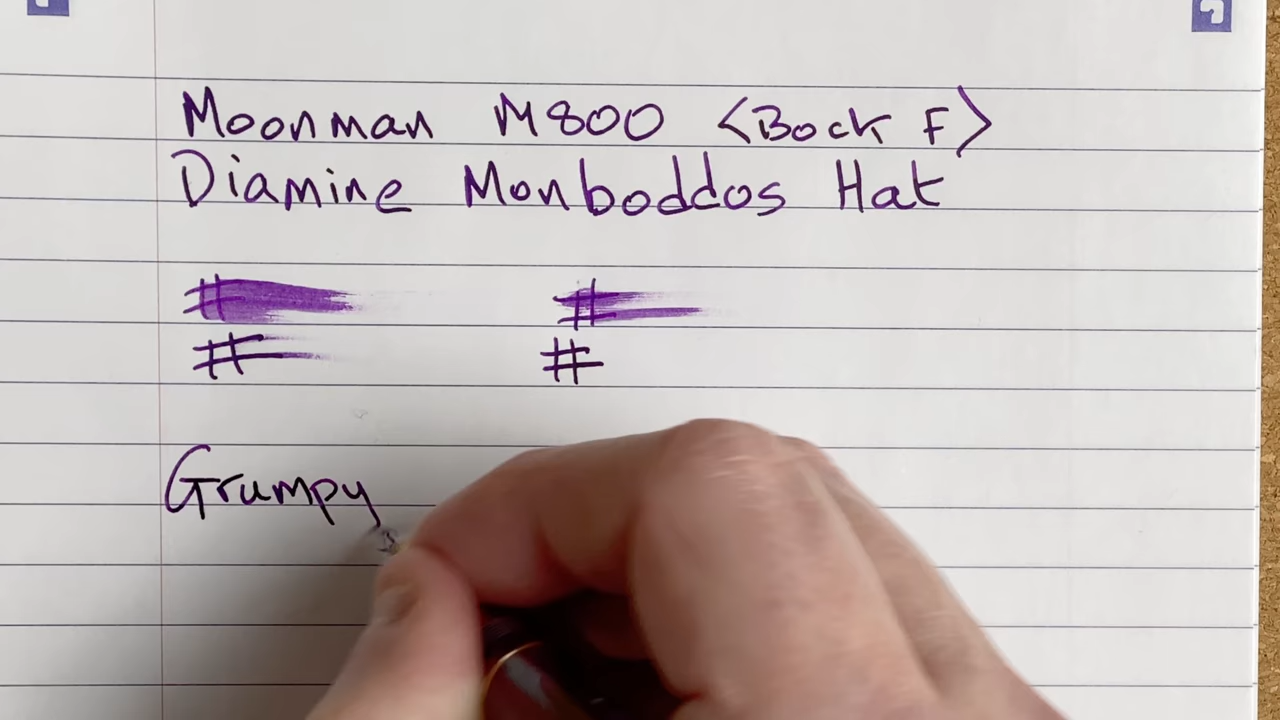 Moonman M800 <Bock F>
Diamine Monboddos Hat
# #
# #
Grumpy